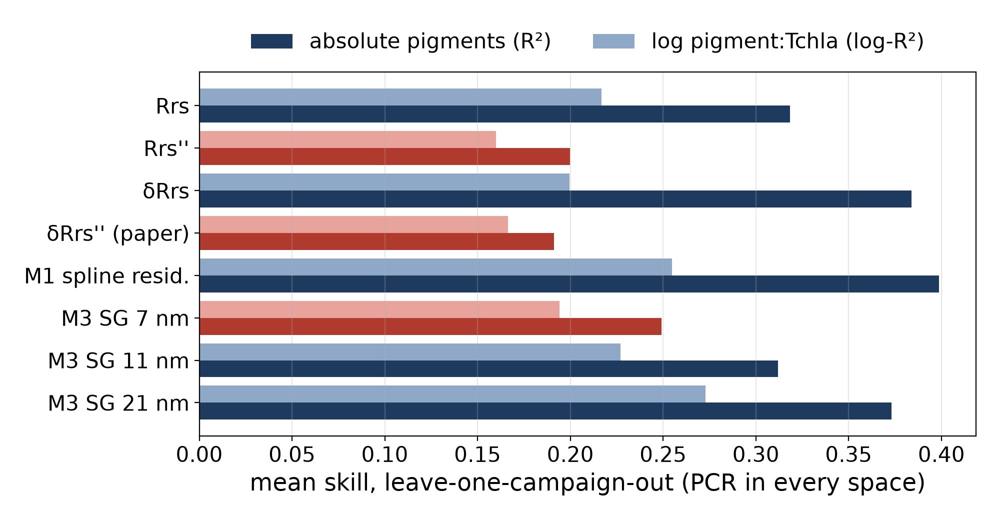 absolute pigments (R²) log pigment:Tchla (log-R²)
Rrs
Rrs''
δRrs
δRrs'' (paper)
M1 spline resid.
M3 SG 7 nm
M3 SG 11 nm
M3 SG 21 nm
0.00 0.05 0.10 0.15 0.20 0.25 0.30 0.35 0.40
mean skill, leave-one-campaign-out (PCR in every space)